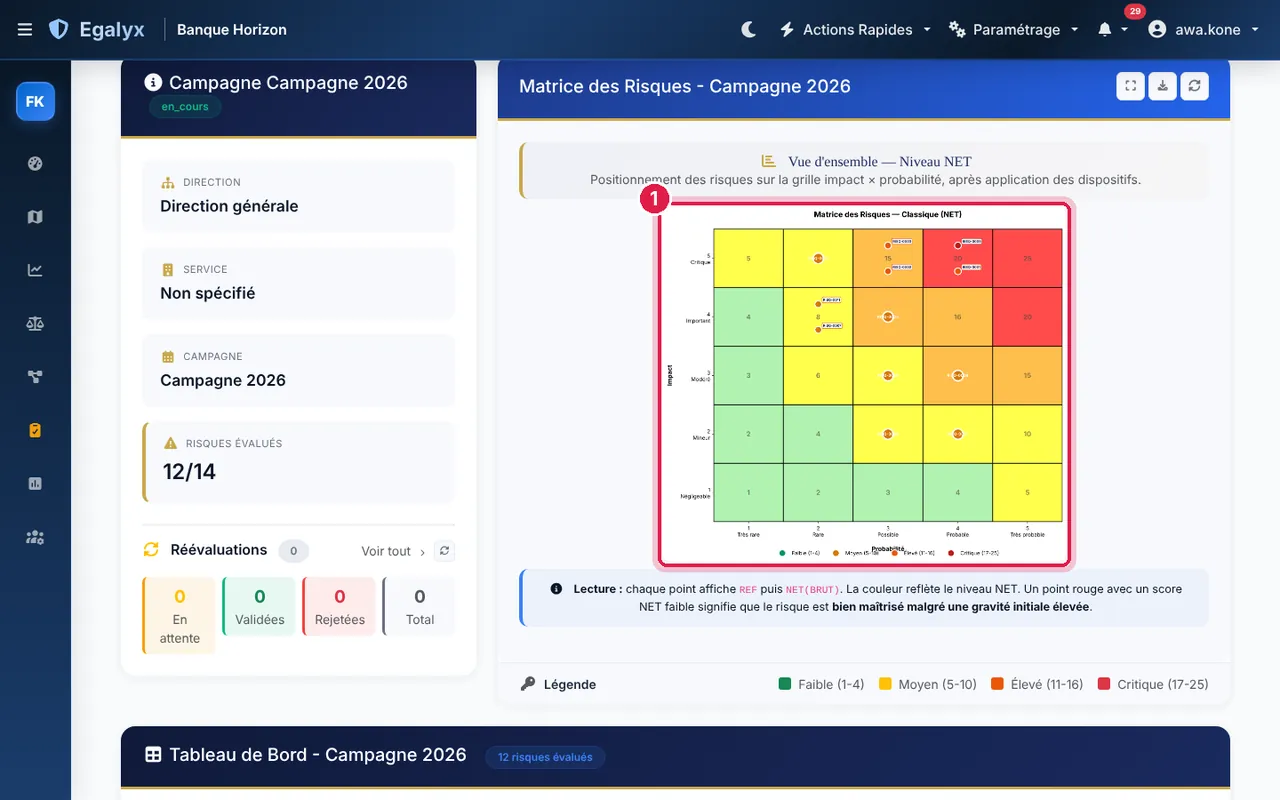 Egalyx
Banque Horizon
Actions Rapides
Paramétrage
29
awa.kone
FK
Campagne Campagne 2026
en_cours
DIRECTION
Direction générale
SERVICE
Non spécifié
CAMPAGNE
Campagne 2026
RISQUES ÉVALUÉS
12/14
Réévaluations
0
Voir tout
0
En
attente
0
Validées
0
Rejetées
0
Total
Matrice des Risques - Campagne 2026
Vue d'ensemble — Niveau NET
Positionnement des risques sur la grille impact × probabilité, après application des dispositifs.
1
Matrice des Risques — Classique (NET)
Impact
5
Critique
5
15
20
25
4
Important
4
8
16
20
3
Modéré
3
6
15
2
Mineur
2
4
10
1
Négligeable
1
2
3
4
5
1
Très rare
2
Rare
3
Possible
4
Probable
5
Très probable
Probabilité
Faible (1-4)
Moyen (5-10)
Élevé (11-16)
Critique (17-25)
Lecture : chaque point affiche REF puis NET(BRUT). La couleur reflète le niveau NET. Un point rouge avec un score
NET faible signifie que le risque est bien maîtrisé malgré une gravité initiale élevée.
Légende
Faible (1-4)
Moyen (5-10)
Élevé (11-16)
Critique (17-25)
Tableau de Bord - Campagne 2026
12 risques évalués